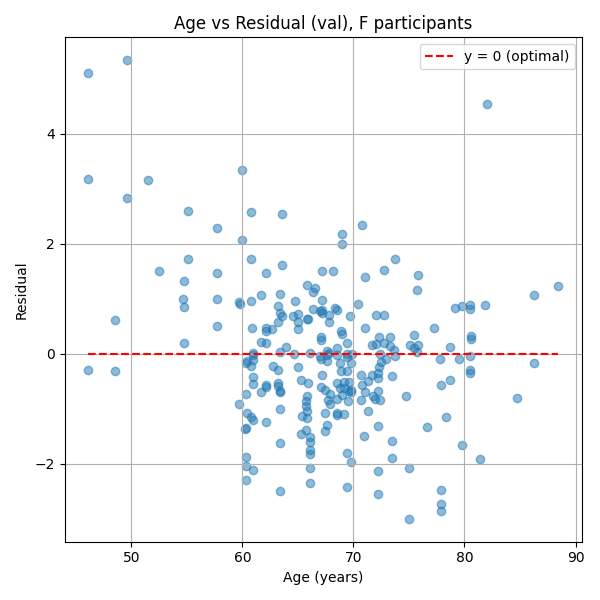 Age vs Residual (val), F participants
y = 0 (optimal)
Residual
4
2
0
−2
50
60
70
80
90
Age (years)